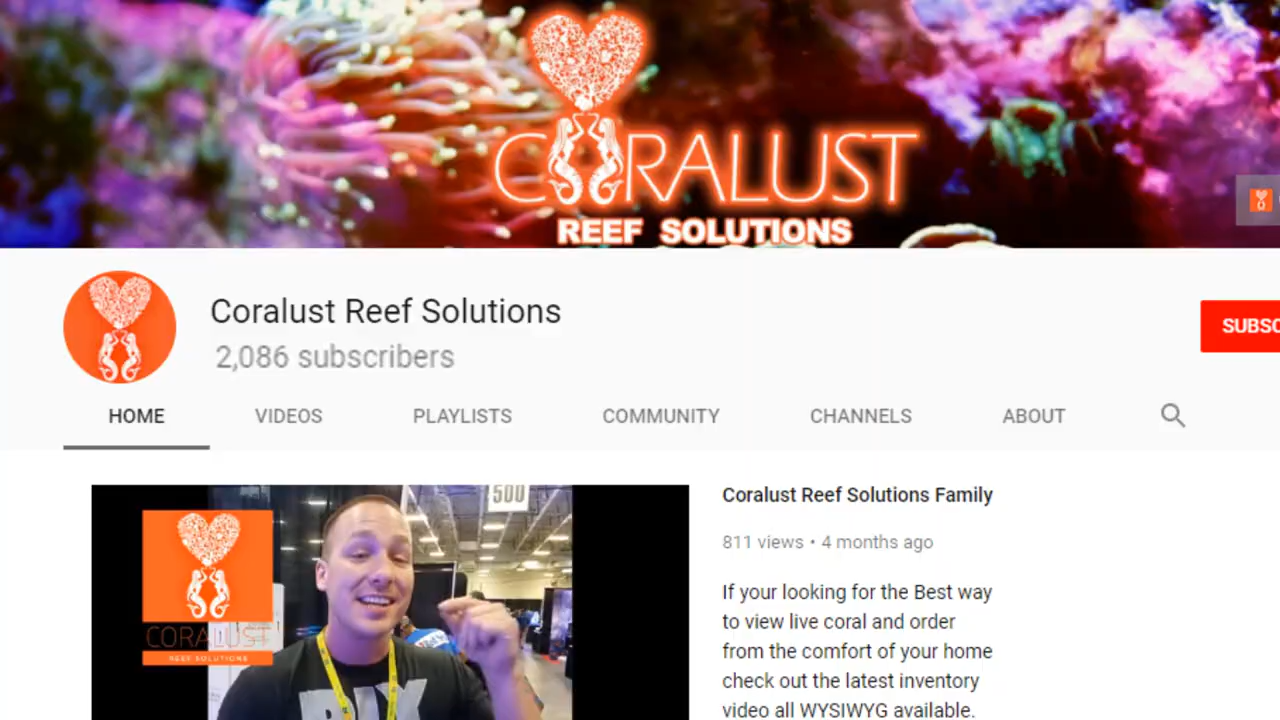 CORALUST
REEF SOLUTIONS
Coralust Reef Solutions
2,086 subscribers
SUBSC
HOME VIDEOS PLAYLISTS COMMUNITY CHANNELS ABOUT
500
CORALUST
REEF SOLUTIONS
Coralust Reef Solutions Family
811 views • 4 months ago
If your looking for the Best way
to view live coral and order
from the comfort of your home
check out the latest inventory
video all WYSIWYG available.